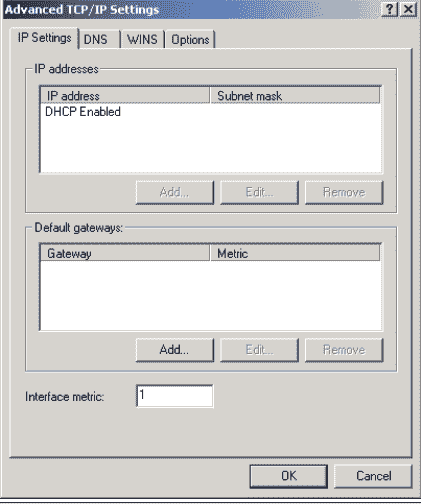 Advanced TCP/IP Settings
IP Settings DNS WINS Options
IP addresses
IP address Subnet mask
DHCP Enabled
Add... Edit... Remove
Default gateways:
Gateway Metric
Add... Edit... Remove
Interface metric: 1
OK Cancel